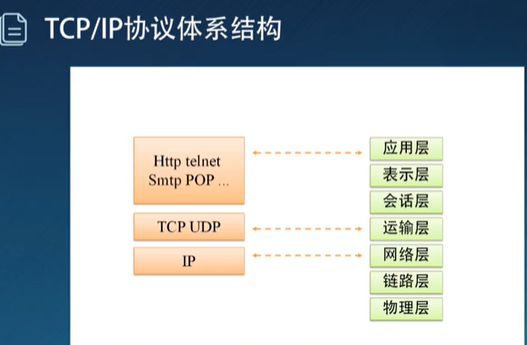 TCP/IP协议体系结构
Http telnet
Smtp POP ...
TCP UDP
IP
应用层
表示层
会话层
运输层
网络层
链路层
物理层